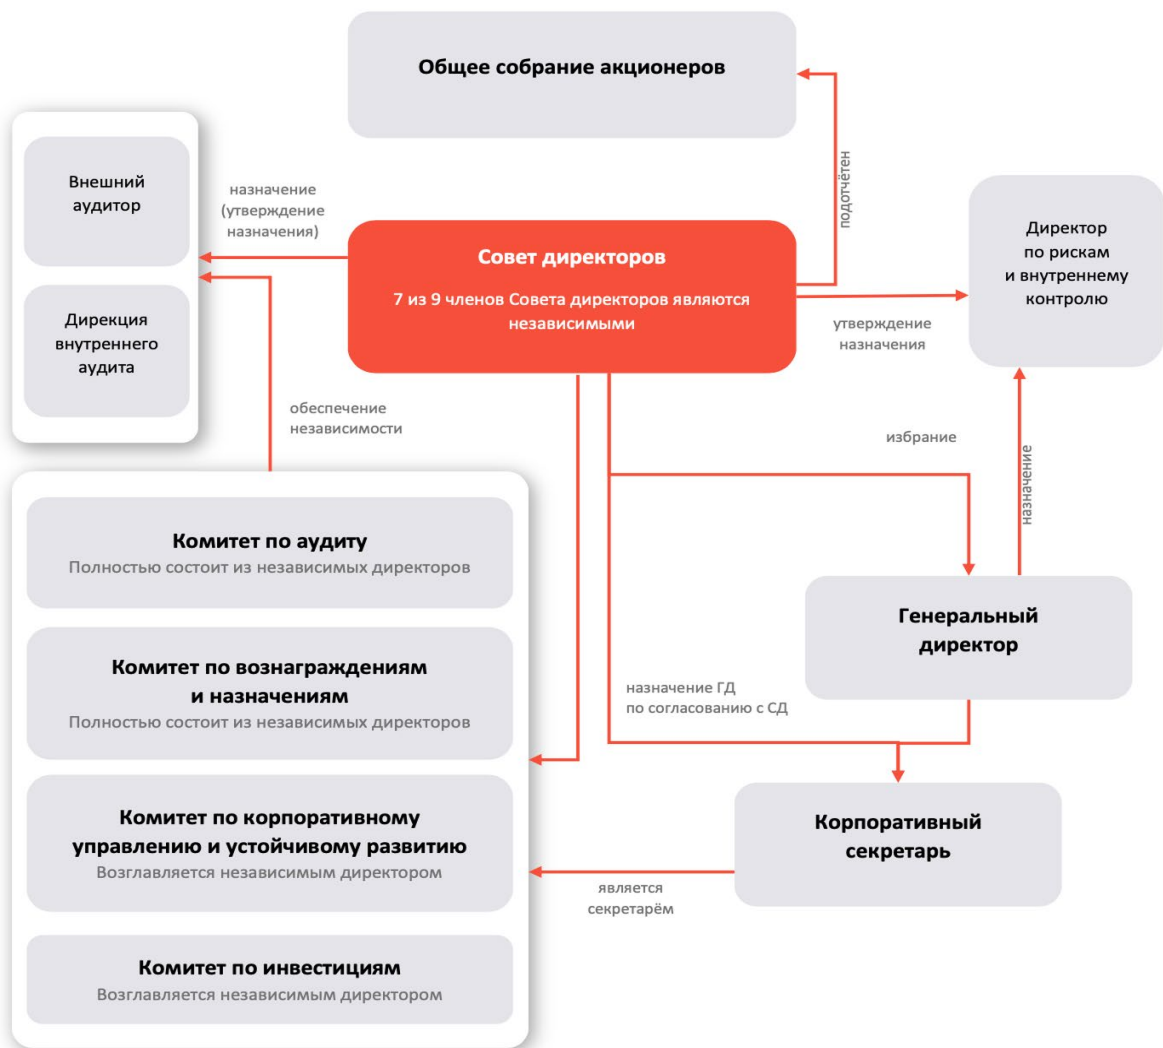 Общее собрание акционеров
подотчётен
Внешний
аудитор
Дирекция
внутреннего
аудита
назначение
(утверждение
назначения)
Совет директоров
7 из 9 членов Совета директоров являются
независимыми
Директор
по рискам
и внутреннему
контролю
утверждение
назначения
обеспечение
независимости
избрание
назначение
Комитет по аудиту
Полностью состоит из независимых директоров
Комитет по вознаграждениям
и назначениям
Полностью состоит из независимых директоров
Комитет по корпоративному
управлению и устойчивому развитию
Возглавляется независимым директором
Комитет по инвестициям
Возглавляется независимым директором
Генеральный
директор
назначение ГД
по согласованию с СД
Корпоративный
секретарь
является
секретарём